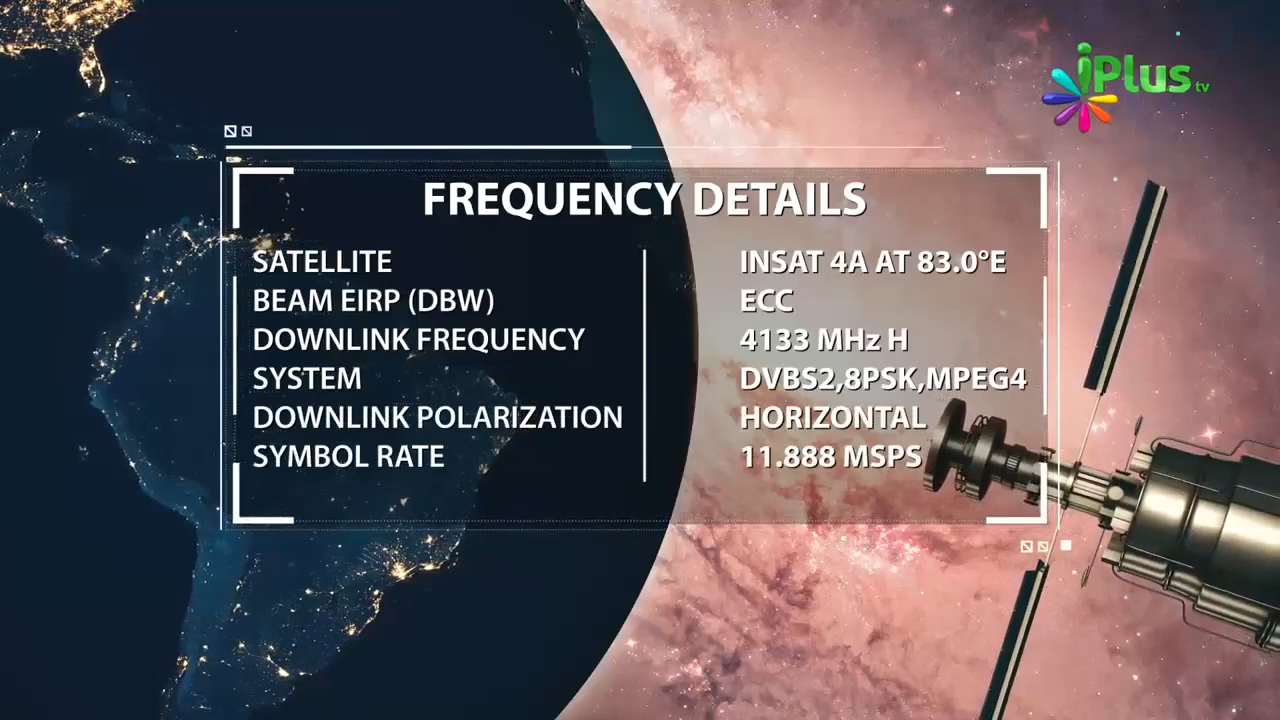 iPlus tv
FREQUENCY DETAILS
SATELLITE INSAT 4A AT 83.0°E
BEAM EIRP (DBW) ECC
DOWNLINK FREQUENCY 4133 MHz H
SYSTEM DVBS2,8PSK,MPEG4
DOWNLINK POLARIZATION HORIZONTAL
SYMBOL RATE 11.888 MSPS